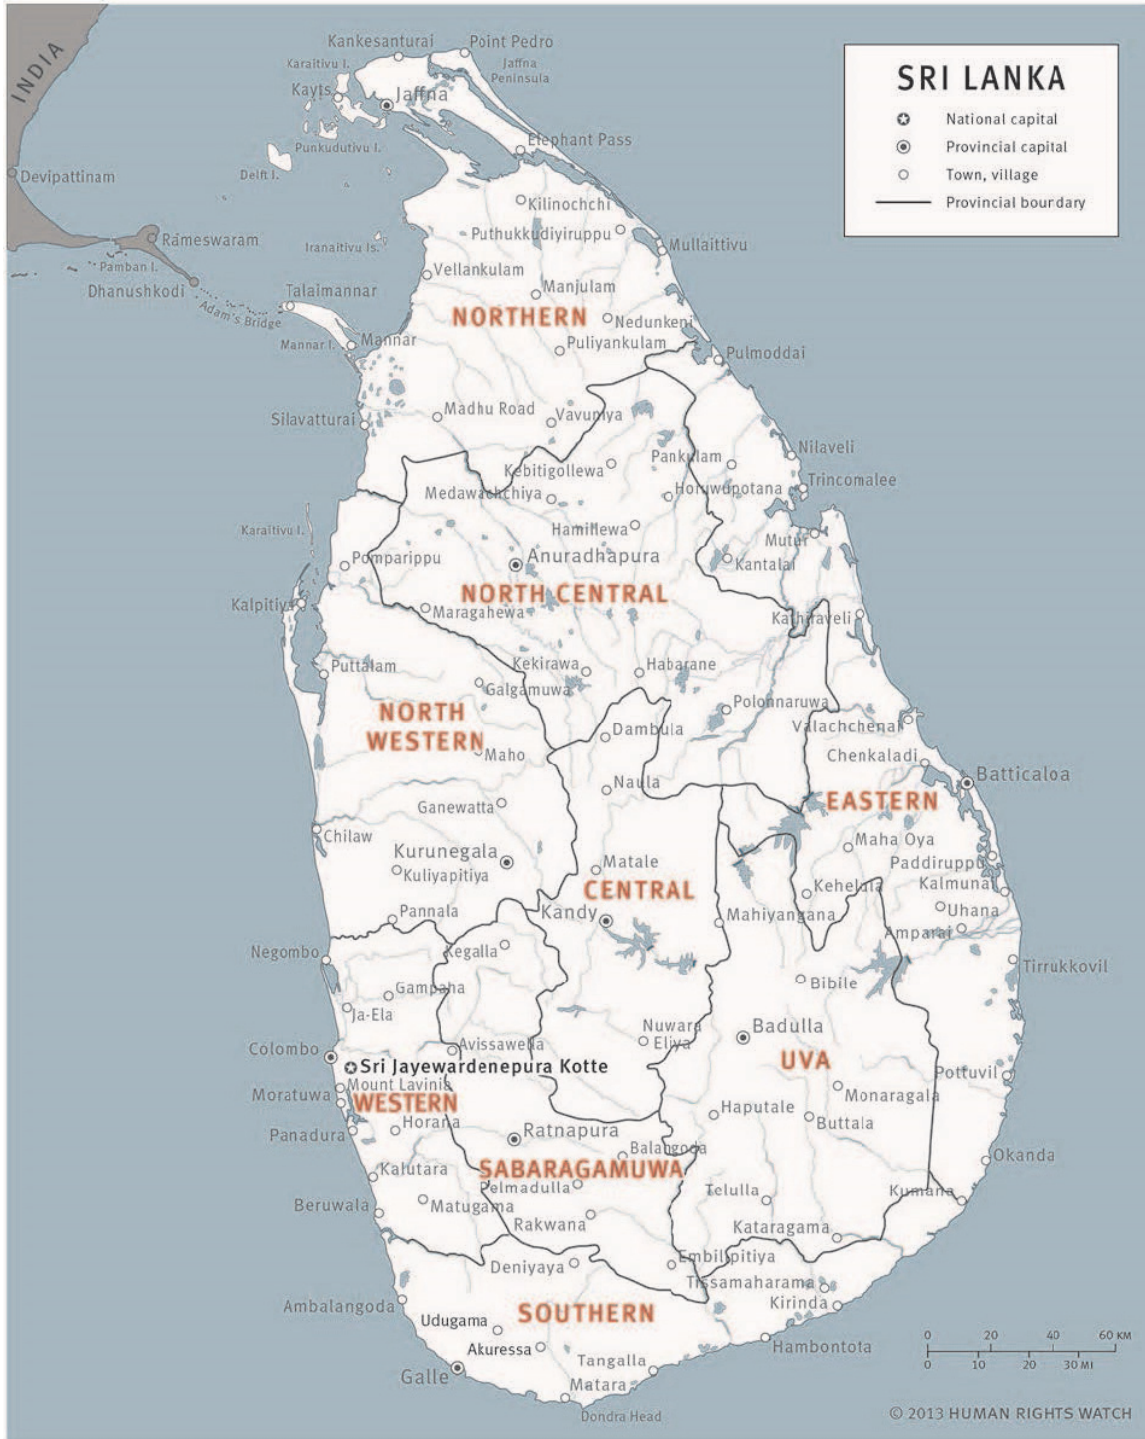 SRI LANKA
National capital
Provincial capital
Town, village
Provincial boundary
INDIA
Kankesanturai
Point Pedro
Karaitivu I.
Jaffna
Peninsula
Kayts
Jaffna
Punkudutivu I.
Elephant Pass
Delft I.
Devipattinam
Kilinochchi
Puthukkudiyiruppu
Rameswaram
Iranaitivu Is.
Mullaittivu
Pamban I.
Vellankulam
Dhanushkodi
Talaimannar
Manjulam
Adam's Bridge
NORTHERN
Nedunkeni
Mannar I.
Mannar
Puliyankulam
Pulmoddai
Silavatturai
Madhu Road
Vavuniya
Nilaveli
Kebitigollewa
Pankulam
Trincomalee
Medawachchiya
Horuwupotana
Karaitivu I.
Hamillewa
Mutur
Pomparippu
Anuradhapura
Kantalai
NORTH CENTRAL
Kalpitiya
Maragahewa
Kathiraveli
Puttalam
Kekirawa
Habarane
Galgamuwa
Polonnaruwa
NORTH
WESTERN
Dambula
Valachchenai
Maho
Chenkaladi
Batticaloa
Naula
EASTERN
Ganewatta
Chilaw
Maha Oya
Kurunegala
Matale
Paddiruppu
Kuliyapitiya
CENTRAL
Kehelula
Kalmunai
Pannala
Kandy
Mahiyangana
Uhana
Amparai
Negombo
Kegalla
Tirrukkovil
Gampaha
Bibile
Ja-Ela
Nuwara
Eliya
Badulla
Colombo
Avissawella
UVA
Sri Jayewardenepura Kotte
Pottuvil
Mount Lavinia
Moratuwa
WESTERN
Monaragala
Haputale
Horana
Buttala
Panadura
Ratnapura
Balangoda
Okanda
Kalutara
SABARAGAMUWA
Pelmadulla
Telulla
Kumana
Beruwala
Matugama
Rakwana
Kataragama
Deniyaya
Embilipitiya
Tissamaharama
Ambalangoda
SOUTHERN
Kirinda
Udugama
Akuressa
Hambontota
Galle
Tangalla
Matara
Dondra Head
0 20 40 60 KM
0 10 20 30 MI
© 2013 HUMAN RIGHTS WATCH